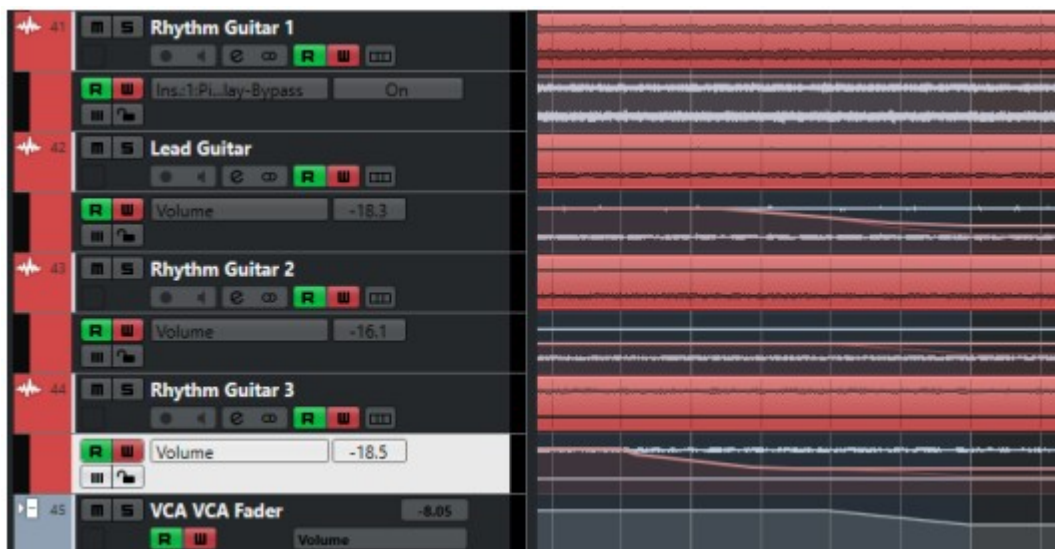 41 m S Rhythm Guitar 1
e R W
R W Ins.:1:Pi...lay-Bypass On
42 m S Lead Guitar
e R W
R W Volume -18.3
43 m S Rhythm Guitar 2
e R W
R W Volume -16.1
44 m S Rhythm Guitar 3
e R W
R W Volume -18.5
45 m S VCA VCA Fader -8.05
R W Volume